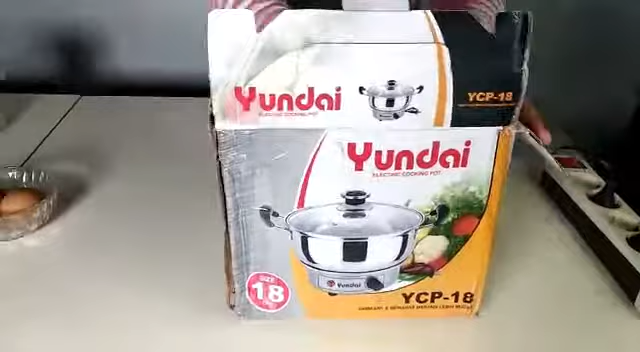 Yundai
ELECTRIC COOKING POT
YCP-18
Yundai
ELECTRIC COOKING POT
Yundai
SIZE
18
YCP-18